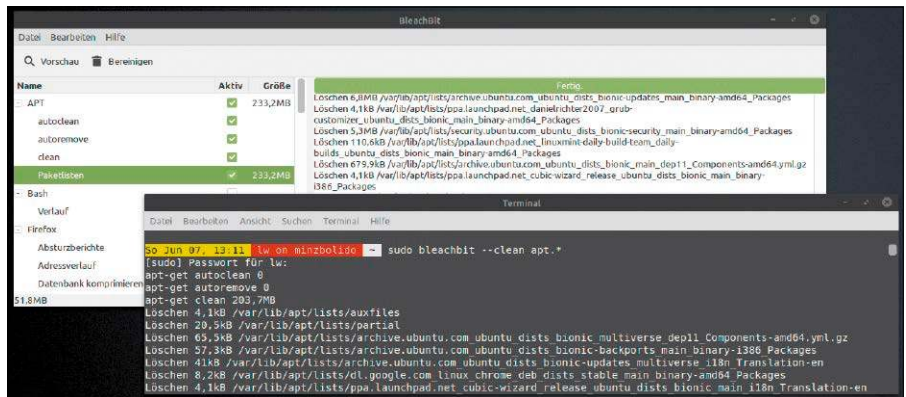 BleachBit
Datei Bearbeiten Hilfe
Vorschau Bereinigen
Name Aktiv Größe
APT 233,2MB
autoclean
autoremove
clean
Paketlisten 233,2MB
Bash
Verlauf
Firefox
Absturzberichte
Adressverlauf
Datenbank komprimieren
51,8MB
Fertig.
Löschen 6,8MB /var/lib/apt/lists/archive.ubuntu.com_ubuntu_dists_bionic-updates_main_binary-amd64_Packages
Löschen 4,1kB /var/lib/apt/lists/ppa.launchpad.net_danielrichter2007_grub-
customizer_ubuntu_dists_bionic_main_binary-amd64_Packages
Löschen 5,3MB /var/lib/apt/lists/security.ubuntu.com_ubuntu_dists_bionic-security_main_binary-amd64_Packages
Löschen 110,6kB /var/lib/apt/lists/ppa.launchpad.net_linuxmint-daily-build-team_daily-
builds_ubuntu_dists_bionic_main_binary-amd64_Packages
Löschen 679,9kB /var/lib/apt/lists/archive.ubuntu.com_ubuntu_dists_bionic_main_dep11_Components-amd64.yml.gz
Löschen 4,1kB /var/lib/apt/lists/ppa.launchpad.net_cubic-wizard_release_ubuntu_dists_bionic_main_binary-
i386_Packages
Terminal
Datei Bearbeiten Ansicht Suchen Terminal Hilfe
So Jun 07, 13:11 lw on minzbolido ~ sudo bleachbit --clean apt.*
[sudo] Passwort für lw:
apt-get autoclean 0
apt-get autoremove 0
apt-get clean 203,7MB
Löschen 4,1kB /var/lib/apt/lists/auxfiles
Löschen 20,5kB /var/lib/apt/lists/partial
Löschen 65,5kB /var/lib/apt/lists/archive.ubuntu.com_ubuntu_dists_bionic_multiverse_dep11_Components-amd64.yml.gz
Löschen 57,3kB /var/lib/apt/lists/archive.ubuntu.com_ubuntu_dists_bionic-backports_main_binary-i386_Packages
Löschen 41kB /var/lib/apt/lists/archive.ubuntu.com_ubuntu_dists_bionic-updates_multiverse_i18n_Translation-en
Löschen 8,2kB /var/lib/apt/lists/dl.google.com_linux_chrome_deb_dists_stable_main_binary-amd64_Packages
Löschen 4,1kB /var/lib/apt/lists/ppa.launchpad.net_cubic-wizard_release_ubuntu_dists_bionic_main_i18n_Translation-en